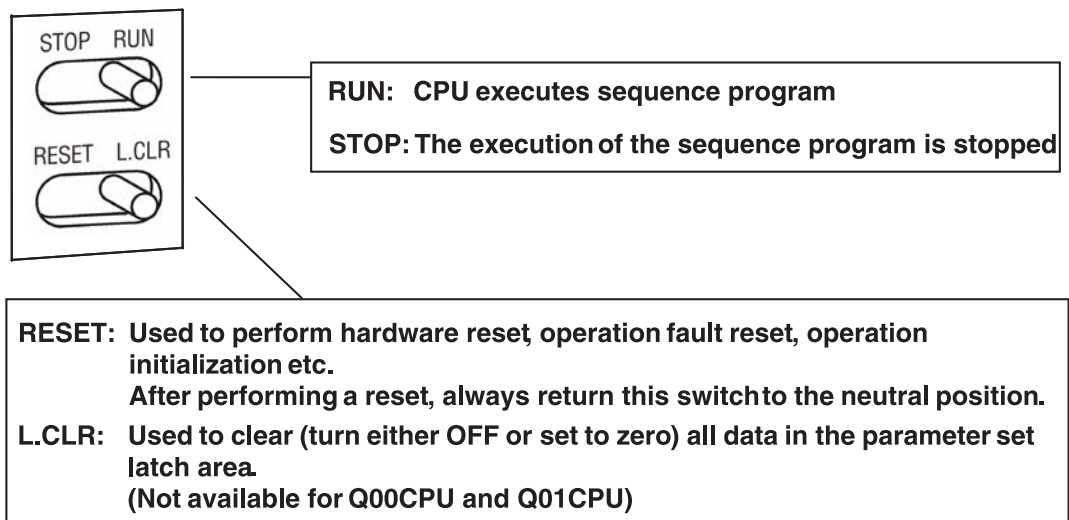 STOP RUN
RUN: CPU executes sequence program
STOP: The execution of the sequence program is stopped
RESET L.CLR
RESET: Used to perform hardware reset, operation fault reset, operation
initialization etc.
After performing a reset, always return this switch to the neutral position.
L.CLR: Used to clear (turn either OFF or set to zero) all data in the parameter set
latch area.
(Not available for Q00CPU and Q01CPU)